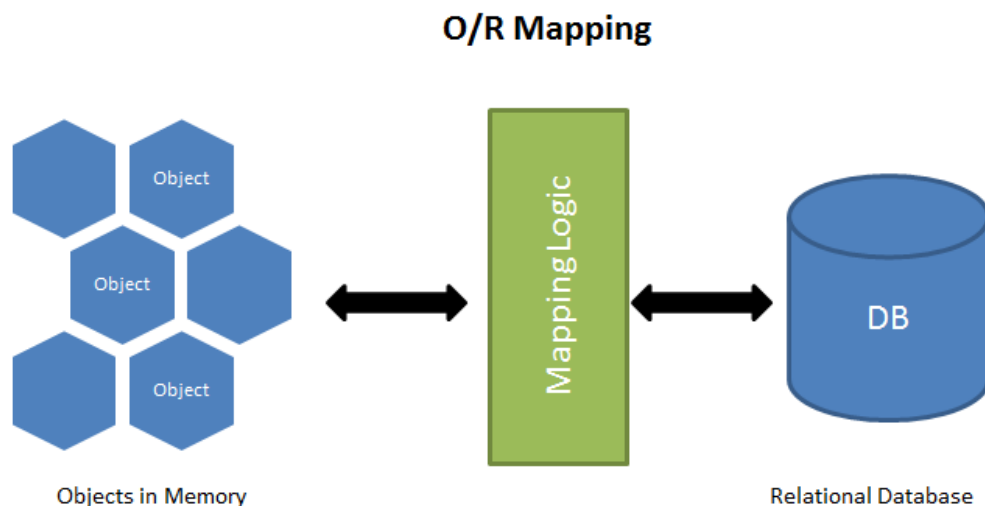 O/R Mapping
Object
Object
Object
Mapping Logic
DB
Objects in Memory
Relational Database